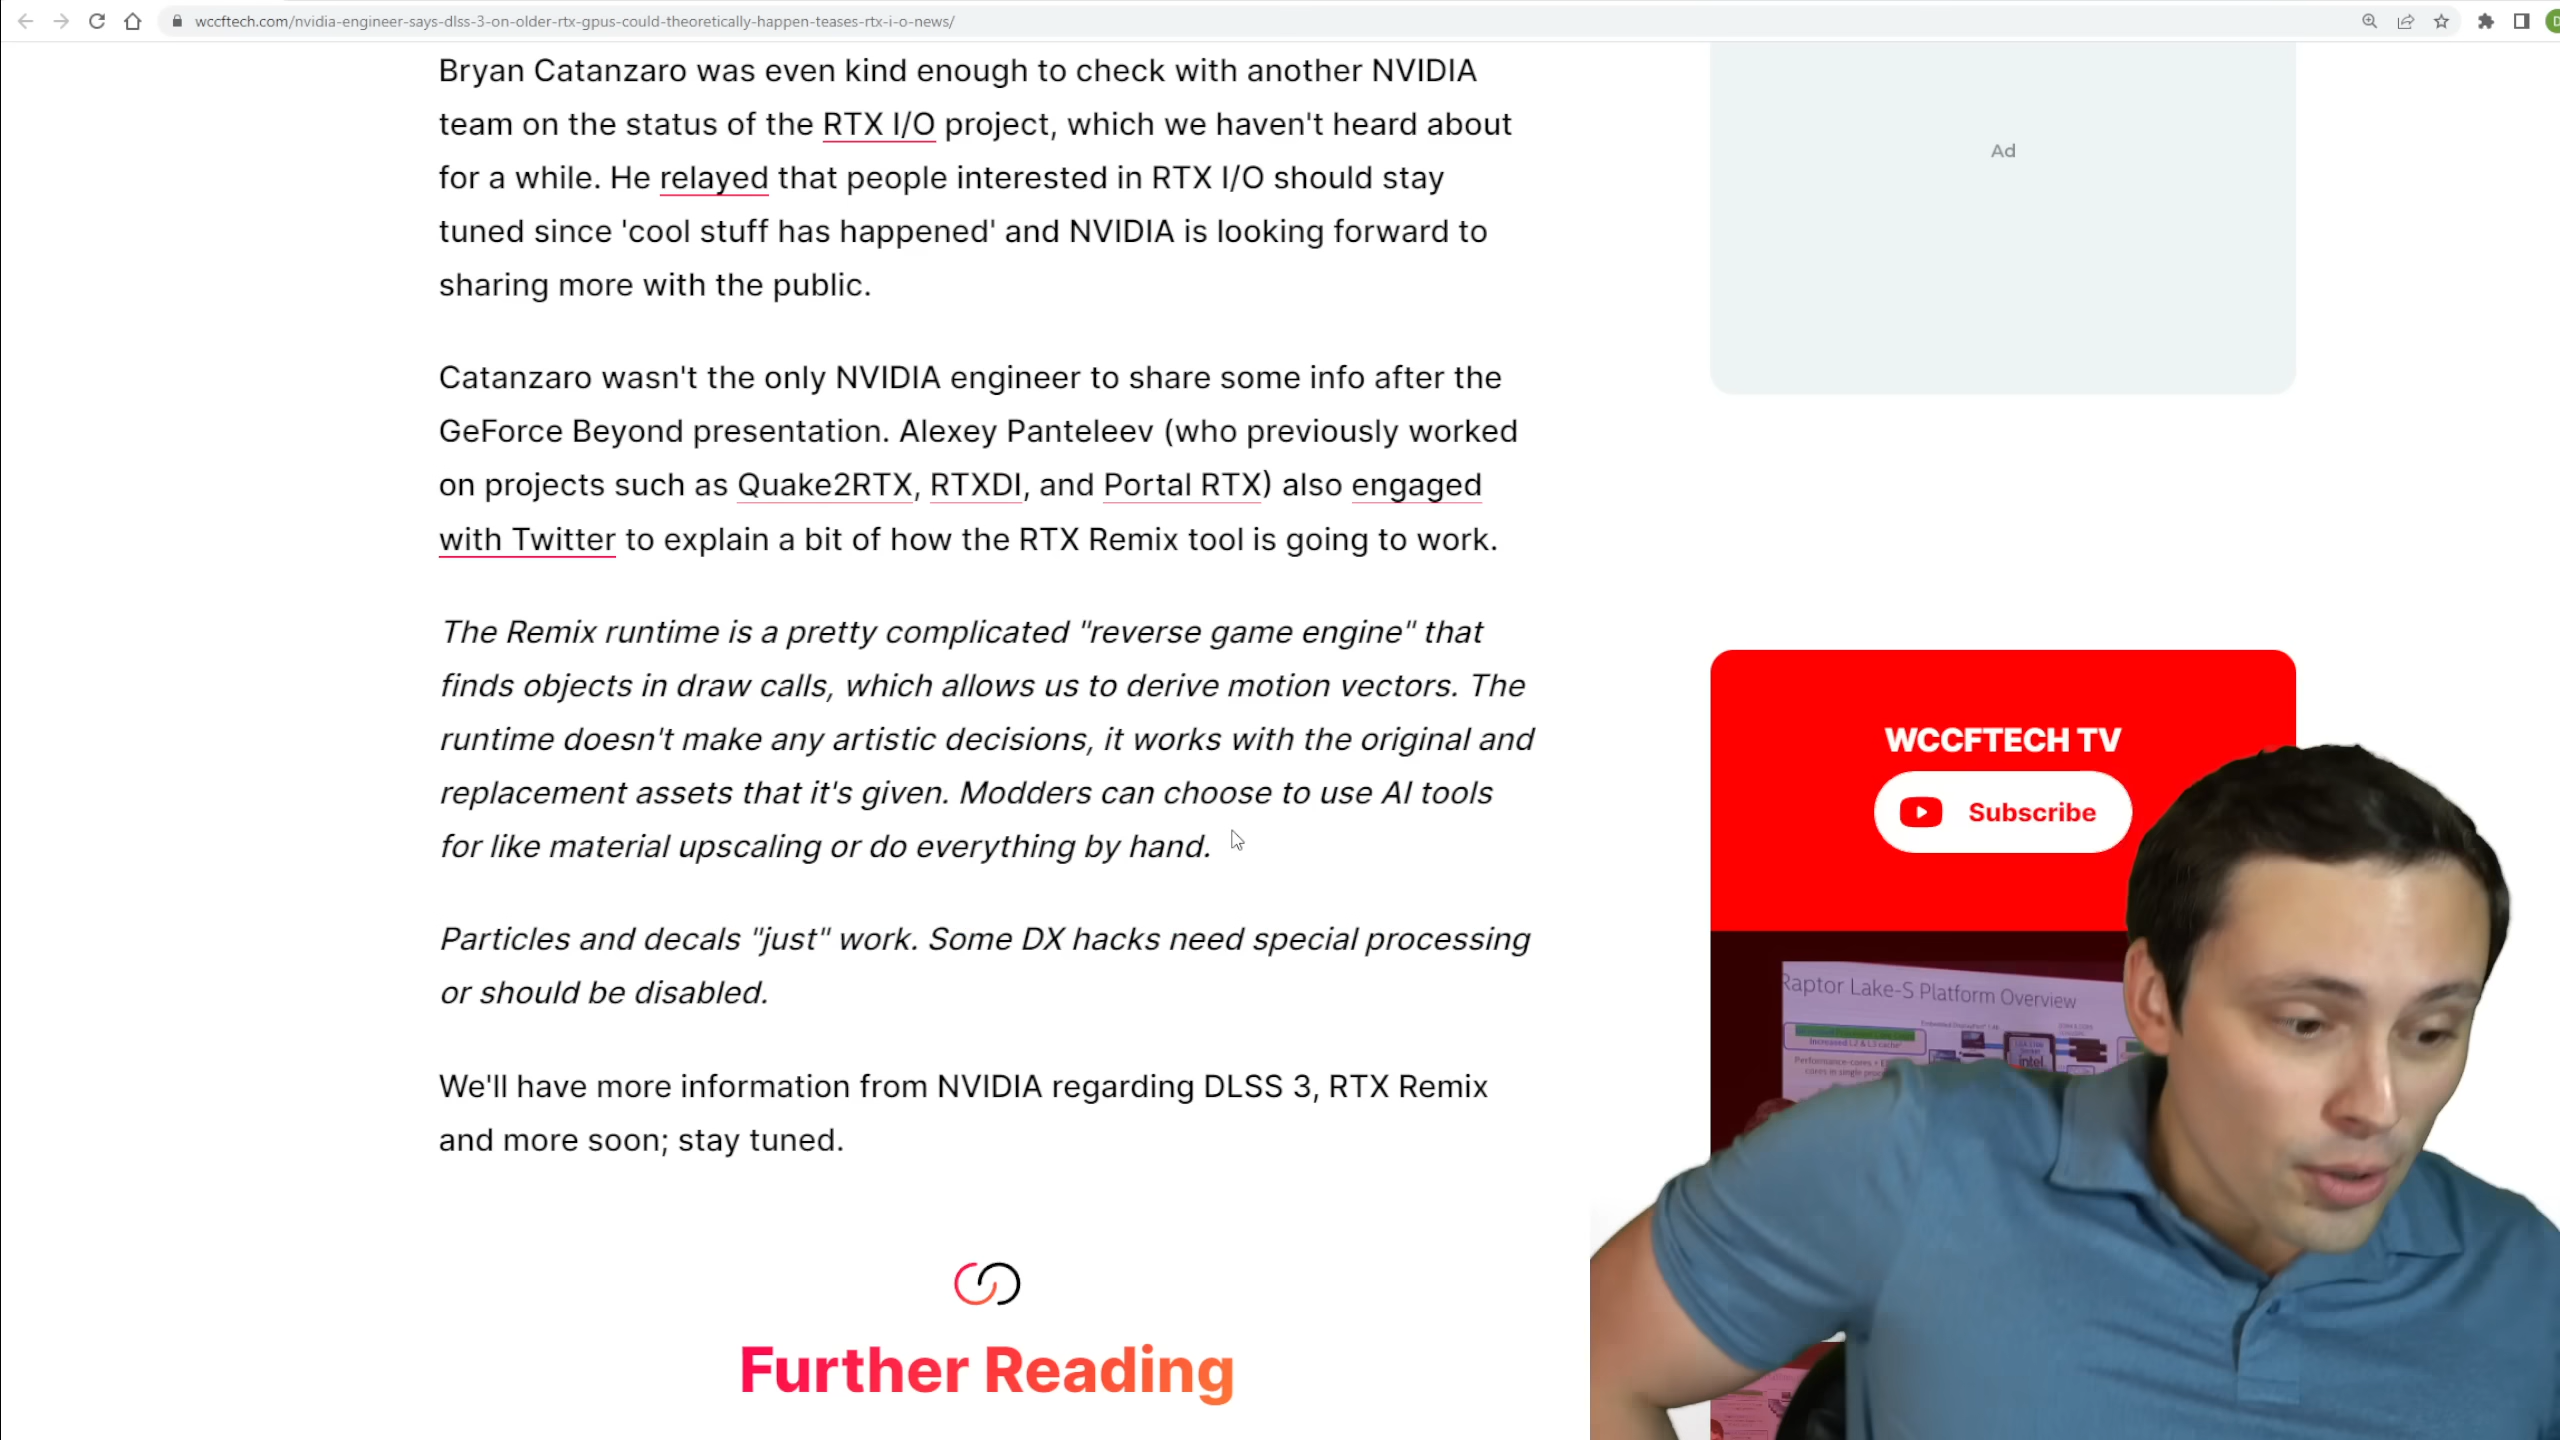 wccftech.com/nvidia-engineer-says-dlss-3-on-older-rtx-gpus-could-theoretically-happen-teases-rtx-i-o-news/
D
Bryan Catanzaro was even kind enough to check with another NVIDIA
team on the status of the RTX I/O project, which we haven't heard about
for a while. He relayed that people interested in RTX I/O should stay
tuned since 'cool stuff has happened' and NVIDIA is looking forward to
sharing more with the public.
Catanzaro wasn't the only NVIDIA engineer to share some info after the
GeForce Beyond presentation. Alexey Panteleev (who previously worked
on projects such as Quake2RTX, RTXDI, and Portal RTX) also engaged
with Twitter to explain a bit of how the RTX Remix tool is going to work.
The Remix runtime is a pretty complicated "reverse game engine" that
finds objects in draw calls, which allows us to derive motion vectors. The
runtime doesn't make any artistic decisions, it works with the original and
replacement assets that it's given. Modders can choose to use AI tools
for like material upscaling or do everything by hand.
Particles and decals "just" work. Some DX hacks need special processing
or should be disabled.
We'll have more information from NVIDIA regarding DLSS 3, RTX Remix
and more soon; stay tuned.
Further Reading
Ad
WCCFTECH TV
Subscribe
Raptor Lake-S Platform Overview
Increased L2 & L3 cache
Performance-cores +
cores in single
intel